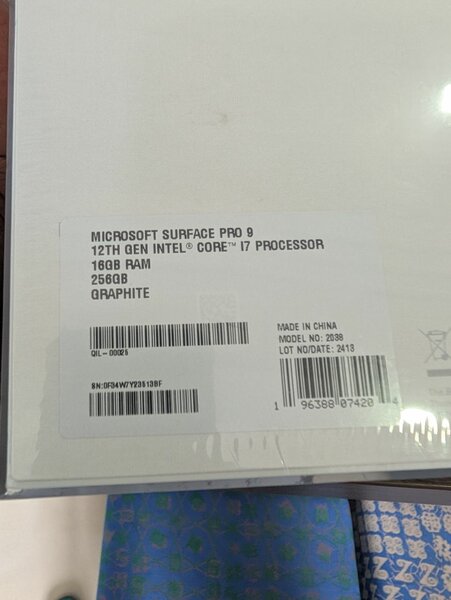 MICROSOFT SURFACE PRO 9
12TH GEN INTEL® CORE™ I7 PROCESSOR
16GB RAM
256GB
GRAPHITE
QIL-00025
SN:0F34W7Y23513BF
MADE IN CHINA
MODEL NO: 2038
LOT NO/DATE: 2413
1 96388 07420 4